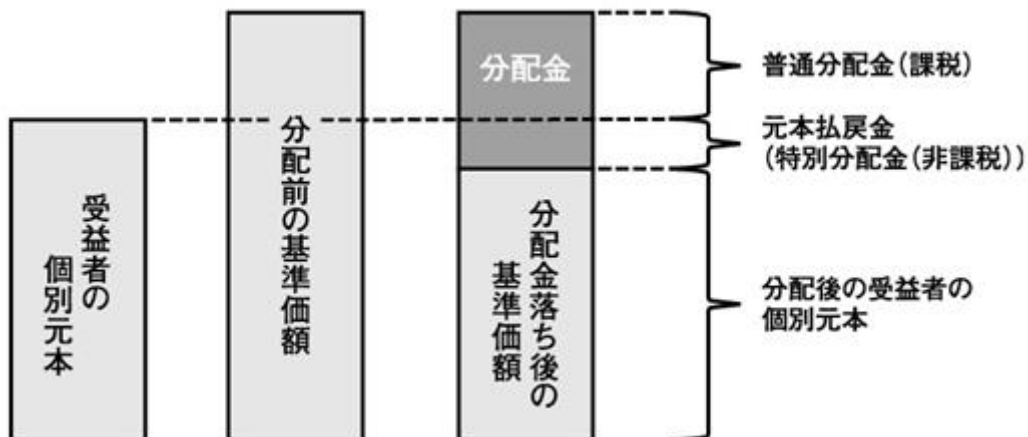 受益者の
個別元本
分配前の基準価額
分配金
分配金落ち後の
基準価額
普通分配金(課税)
元本払戻金
(特別分配金(非課税))
分配後の受益者の
個別元本